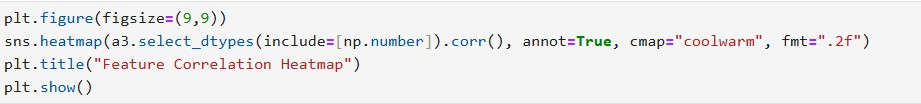 plt.figure(figsize=(9,9))
sns.heatmap(a3.select_dtypes(include=[np.number]).corr(), annot=True, cmap="coolwarm", fmt=".2f")
plt.title("Feature Correlation Heatmap")
plt.show()